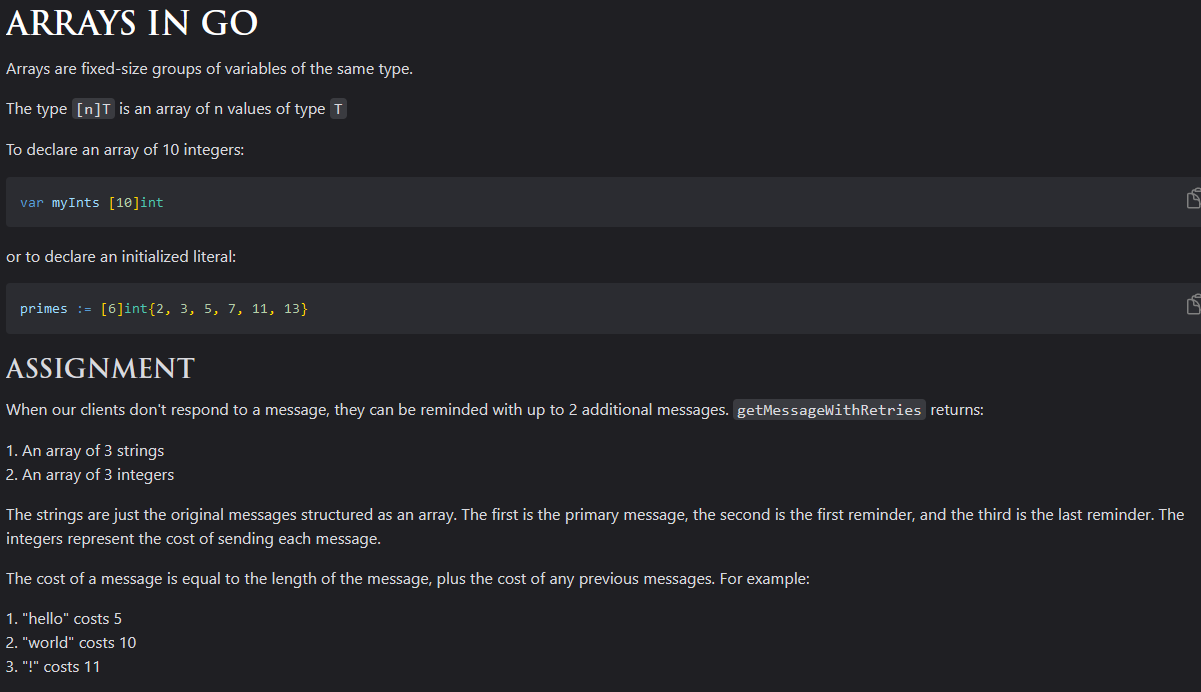 ARRAYS IN GO
Arrays are fixed-size groups of variables of the same type.
The type [n]T is an array of n values of type T
To declare an array of 10 integers:
var myInts [10]int
or to declare an initialized literal:
primes := [6]int{2, 3, 5, 7, 11, 13}
ASSIGNMENT
When our clients don't respond to a message, they can be reminded with up to 2 additional messages. getMessageWithRetries returns:
1. An array of 3 strings
2. An array of 3 integers
The strings are just the original messages structured as an array. The first is the primary message, the second is the first reminder, and the third is the last reminder. The
integers represent the cost of sending each message.
The cost of a message is equal to the length of the message, plus the cost of any previous messages. For example:
1. "hello" costs 5
2. "world" costs 10
3. "!" costs 11